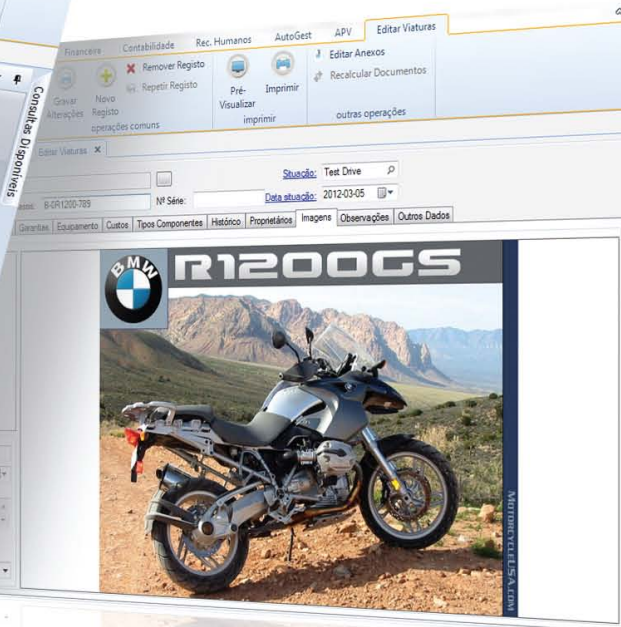 Financeira Contabilidade Rec. Humanos AutoGest APV Editar Viaturas
Gravar Alterações
Novo Registo
Remover Registo
Repetir Registo
operações comuns
Pré-Visualizar
Imprimir
imprimir
Editar Anexos
Recalcular Documentos
outras operações
Consultas Disponíveis
Editar Viaturas X
Situação: Test Drive
B-0R1200-789 Nº Série: Data situação: 2012-03-05
Garantias Equipamento Custos Tipos Componentes Histórico Proprietários Imagens Observações Outros Dados
BMW
R1200GS
MOTORCYCLEUSA.COM